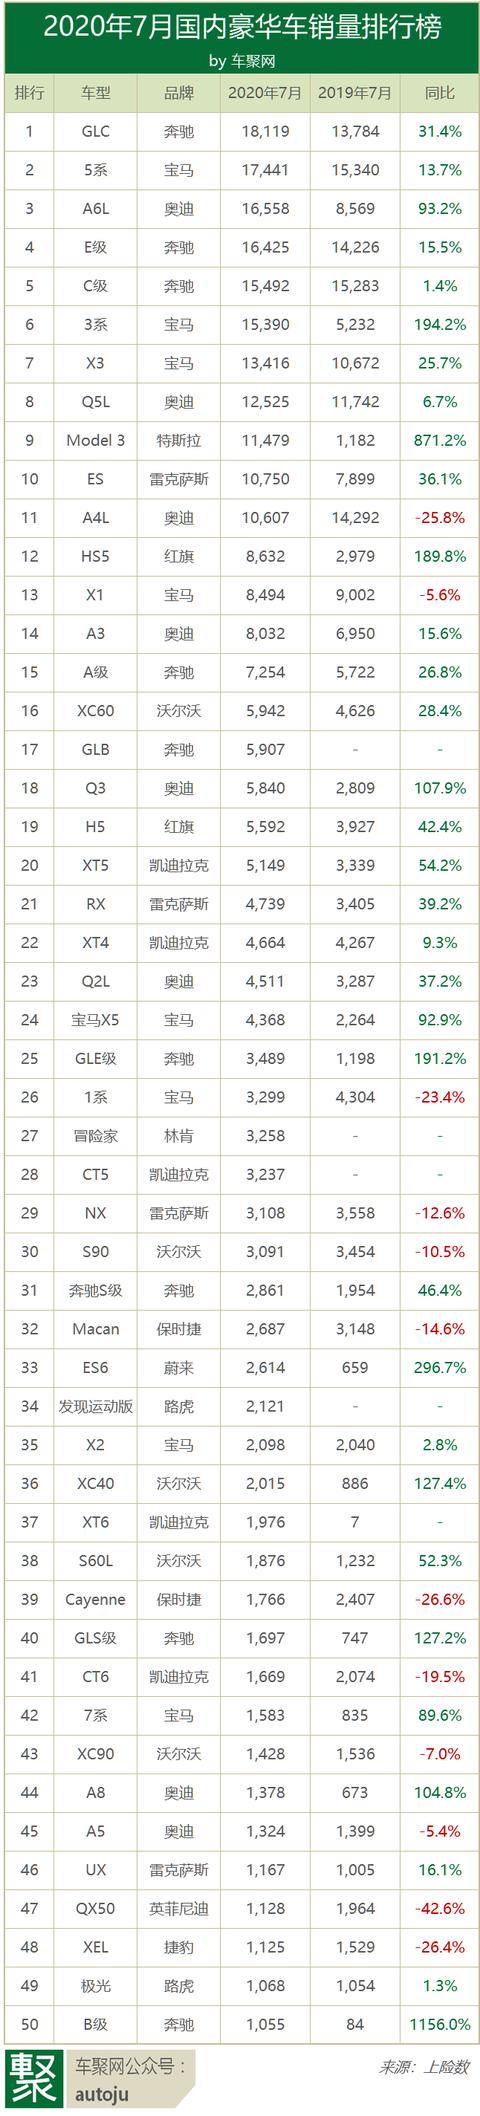 2020年7月国内豪华车销量排行榜
by 车聚网
排行 车型 品牌 2020年7月 2019年7月 同比
1 GLC 奔驰 18,119 13,784 31.4%
2 5系 宝马 17,441 15,340 13.7%
3 A6L 奥迪 16,558 8,569 93.2%
4 E级 奔驰 16,425 14,226 15.5%
5 C级 奔驰 15,492 15,283 1.4%
6 3系 宝马 15,390 5,232 194.2%
7 X3 宝马 13,416 10,672 25.7%
8 Q5L 奥迪 12,525 11,742 6.7%
9 Model 3 特斯拉 11,479 1,182 871.2%
10 ES 雷克萨斯 10,750 7,899 36.1%
11 A4L 奥迪 10,607 14,292 -25.8%
12 HS5 红旗 8,632 2,979 189.8%
13 X1 宝马 8,494 9,002 -5.6%
14 A3 奥迪 8,032 6,950 15.6%
15 A级 奔驰 7,254 5,722 26.8%
16 XC60 沃尔沃 5,942 4,626 28.4%
17 GLB 奔驰 5,907 - -
18 Q3 奥迪 5,840 2,809 107.9%
19 H5 红旗 5,592 3,927 42.4%
20 XT5 凯迪拉克 5,149 3,339 54.2%
21 RX 雷克萨斯 4,739 3,405 39.2%
22 XT4 凯迪拉克 4,664 4,267 9.3%
23 Q2L 奥迪 4,511 3,287 37.2%
24 宝马X5 宝马 4,368 2,264 92.9%
25 GLE级 奔驰 3,489 1,198 191.2%
26 1系 宝马 3,299 4,304 -23.4%
27 冒险家 林肯 3,258 - -
28 CT5 凯迪拉克 3,237 - -
29 NX 雷克萨斯 3,108 3,558 -12.6%
30 S90 沃尔沃 3,091 3,454 -10.5%
31 奔驰S级 奔驰 2,861 1,954 46.4%
32 Macan 保时捷 2,687 3,148 -14.6%
33 ES6 蔚来 2,614 659 296.7%
34 发现运动版 路虎 2,121 - -
35 X2 宝马 2,098 2,040 2.8%
36 XC40 沃尔沃 2,015 886 127.4%
37 XT6 凯迪拉克 1,976 7 -
38 S60L 沃尔沃 1,876 1,232 52.3%
39 Cayenne 保时捷 1,766 2,407 -26.6%
40 GLS级 奔驰 1,697 747 127.2%
41 CT6 凯迪拉克 1,669 2,074 -19.5%
42 7系 宝马 1,583 835 89.6%
43 XC90 沃尔沃 1,428 1,536 -7.0%
44 A8 奥迪 1,378 673 104.8%
45 A5 奥迪 1,324 1,399 -5.4%
46 UX 雷克萨斯 1,167 1,005 16.1%
47 QX50 英菲尼迪 1,128 1,964 -42.6%
48 XEL 捷豹 1,125 1,529 -26.4%
49 极光 路虎 1,068 1,054 1.3%
50 B级 奔驰 1,055 84 1156.0%
车聚网公众号： 来源：上险数
autoju